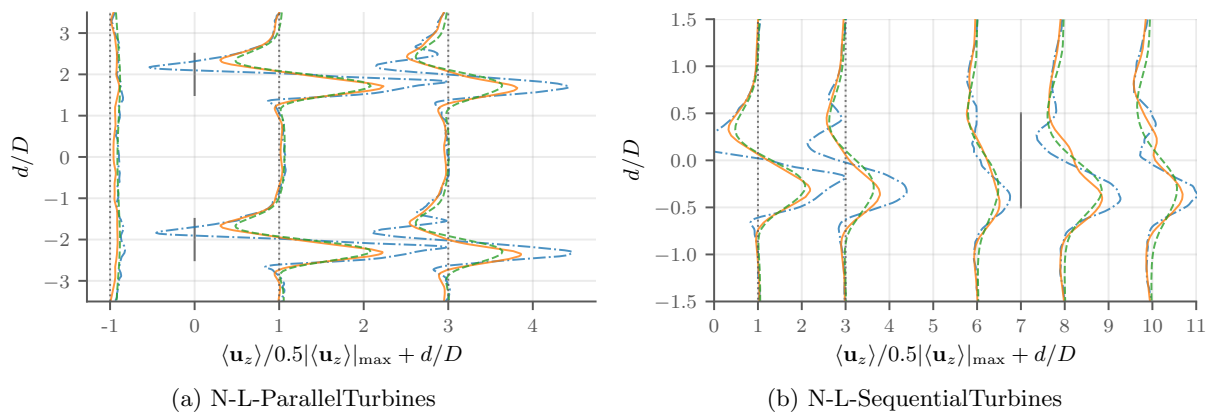 3
2
1
0
−1
−2
−3
d/D
-1 0 1 2 3 4
⟨u_z⟩/0.5|⟨u_z⟩|_max + d/D
(a) N-L-ParallelTurbines
1.5
1.0
0.5
0.0
−0.5
−1.0
−1.5
d/D
0 1 2 3 4 5 6 7 8 9 10 11
⟨u_z⟩/0.5|⟨u_z⟩|_max + d/D
(b) N-L-SequentialTurbines